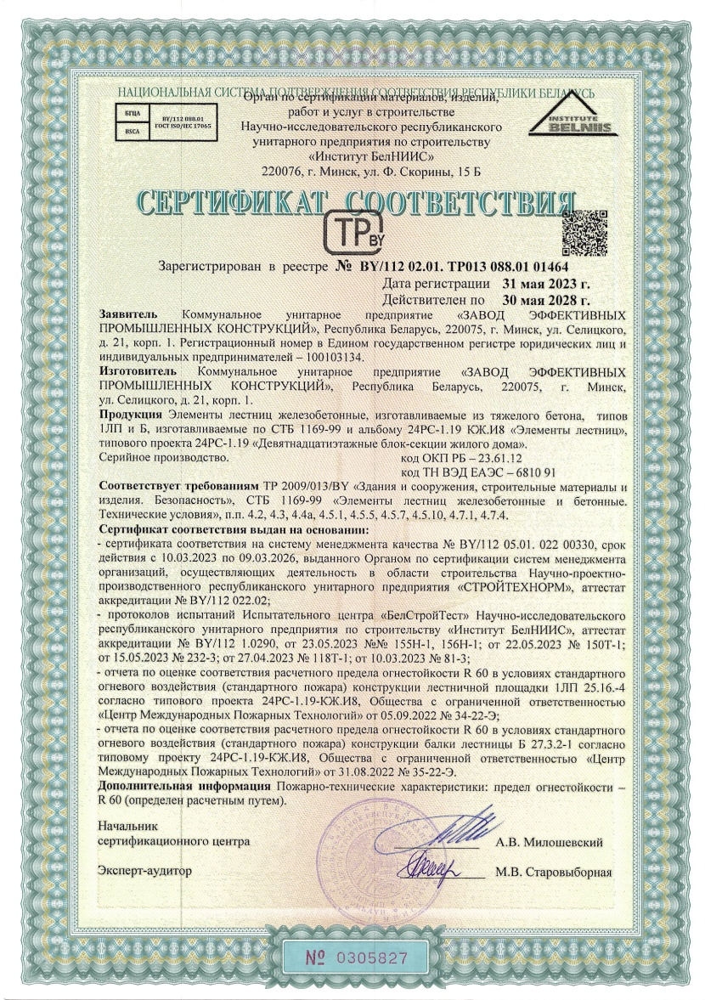 НАЦИОНАЛЬНАЯ СИСТЕМА ПОДТВЕРЖДЕНИЯ СООТВЕТСТВИЯ РЕСПУБЛИКИ БЕЛАРУСЬ
БГЦА
BSCA
BY/112 088.01
ГОСТ ISO/IEC 17065
Орган по сертификации материалов, изделий,
работ и услуг в строительстве
Научно-исследовательского республиканского
унитарного предприятия по строительству
«Институт БелНИИС»
220076, г. Минск, ул. Ф. Скорины, 15 Б
INSTITUTE
BELNIIS
СЕРТИФИКАТ СООТВЕТСТВИЯ
ТР BY
Зарегистрирован в реестре № BY/112 02.01. ТР013 088.01 01464
Дата регистрации 31 мая 2023 г.
Действителен по 30 мая 2028 г.
Заявитель Коммунальное унитарное предприятие «ЗАВОД ЭФФЕКТИВНЫХ
ПРОМЫШЛЕННЫХ КОНСТРУКЦИЙ», Республика Беларусь, 220075, г. Минск, ул. Селицкого,
д. 21, корп. 1. Регистрационный номер в Едином государственном регистре юридических лиц и
индивидуальных предпринимателей – 100103134.
Изготовитель Коммунальное унитарное предприятие «ЗАВОД ЭФФЕКТИВНЫХ
ПРОМЫШЛЕННЫХ КОНСТРУКЦИЙ», Республика Беларусь, 220075, г. Минск,
ул. Селицкого, д. 21, корп. 1.
Продукция Элементы лестниц железобетонные, изготавливаемые из тяжелого бетона, типов
1ЛП и Б, изготавливаемые по СТБ 1169-99 и альбому 24РС-1.19 КЖ.И8 «Элементы лестниц»,
типового проекта 24РС-1.19 «Девятнадцатиэтажные блок-секции жилого дома».
Серийное производство. код ОКП РБ – 23.61.12
код ТН ВЭД ЕАЭС – 6810 91
Соответствует требованиям ТР 2009/013/BY «Здания и сооружения, строительные материалы и
изделия. Безопасность», СТБ 1169-99 «Элементы лестниц железобетонные и бетонные.
Технические условия», п.п. 4.2, 4.3, 4.4а, 4.5.1, 4.5.5, 4.5.7, 4.5.10, 4.7.1, 4.7.4.
Сертификат соответствия выдан на основании:
- сертификата соответствия на систему менеджмента качества № BY/112 05.01. 022 00330, срок
действия с 10.03.2023 по 09.03.2026, выданного Органом по сертификации систем менеджмента
организаций, осуществляющих деятельность в области строительства Научно-проектно-
производственного республиканского унитарного предприятия «СТРОЙТЕХНОРМ», аттестат
аккредитации № BY/112 022.02;
- протоколов испытаний Испытательного центра «БелСтройТест» Научно-исследовательского
республиканского унитарного предприятия по строительству «Институт БелНИИС», аттестат
аккредитации № BY/112 1.0290, от 23.05.2023 №№ 155Н-1, 156Н-1; от 22.05.2023 № 150Т-1;
от 15.05.2023 № 232-3; от 27.04.2023 № 118Т-1; от 10.03.2023 № 81-3;
- отчета по оценке соответствия расчетного предела огнестойкости R 60 в условиях стандартного
огневого воздействия (стандартного пожара) конструкции лестничной площадки 1ЛП 25.16.-4
согласно типового проекта 24РС-1.19-КЖ.И8, Общества с ограниченной ответственностью
«Центр Международных Пожарных Технологий» от 05.09.2022 № 34-22-Э;
- отчета по оценке соответствия расчетного предела огнестойкости R 60 в условиях стандартного
огневого воздействия (стандартного пожара) конструкции балки лестницы Б 27.3.2-1 согласно
типовому проекту 24РС-1.19-КЖ.И8, Общества с ограниченной ответственностью «Центр
Международных Пожарных Технологий» от 31.08.2022 № 35-22-Э.
Дополнительная информация Пожарно-технические характеристики: предел огнестойкости –
R 60 (определен расчетным путем).
Начальник
сертификационного центра А.В. Милошевский
Эксперт-аудитор М.В. Старовыборная
№ 0305827